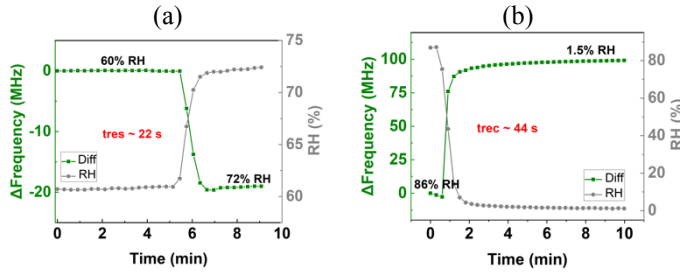 (a)
(b)
ΔFrequency (MHz)
0
-10
-20
60% RH
tres ~ 22 s
72% RH
Diff
RH
75
70
65
60
RH (%)
0
2
4
6
8
10
Time (min)
ΔFrequency (MHz)
100
75
50
25
0
1.5% RH
trec ~ 44 s
86% RH
Diff
RH
80
60
40
20
0
RH (%)
0
2
4
6
8
10
Time (min)